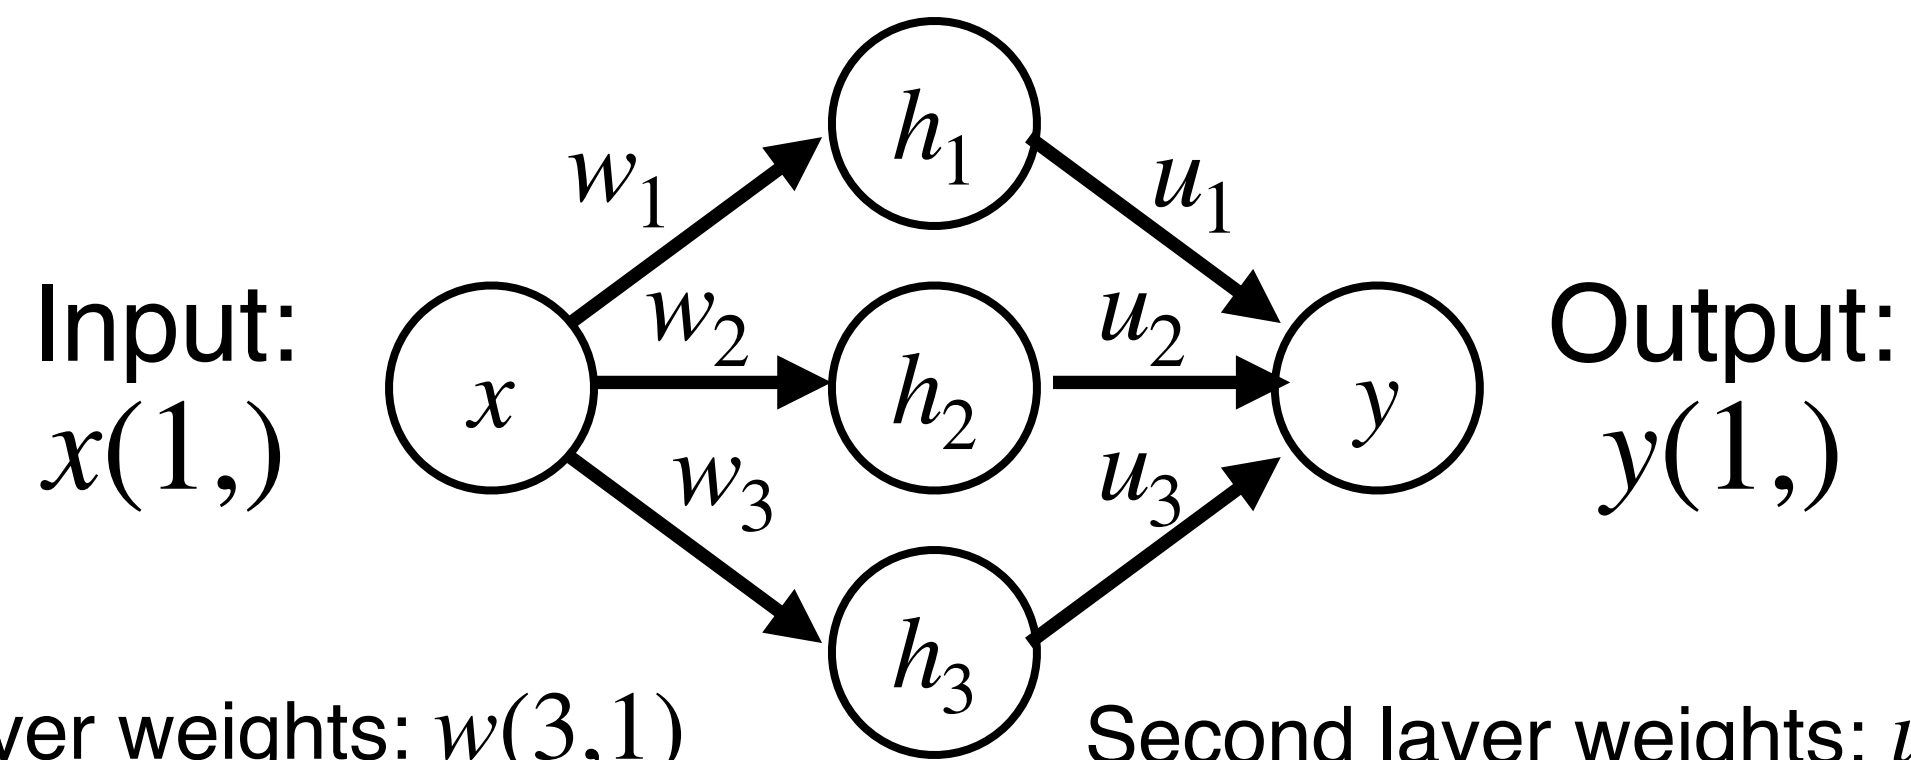 h₁
w₁
u₁
Input:
w₂
u₂
Output:
x(1,)
x
h₂
y
y(1,)
w₃
u₃
h₃
weights: w(3,1)
Second layer weights: